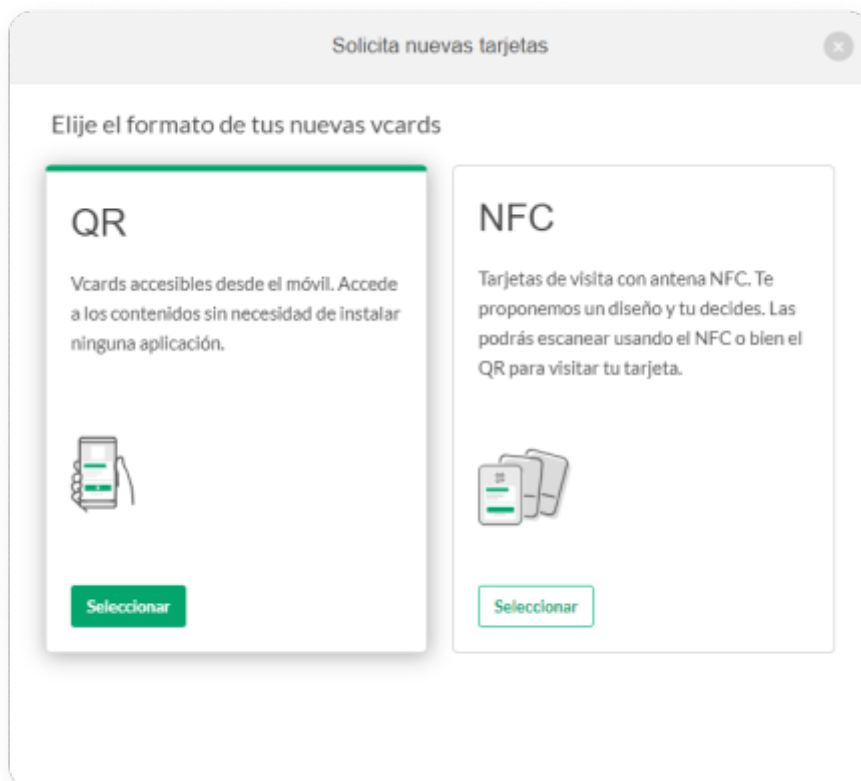 Solicita nuevas tarjetas
Elije el formato de tus nuevas vcards
QR
Vcards accesibles desde el móvil. Accede
a los contenidos sin necesidad de instalar
ninguna aplicación.
Seleccionar
NFC
Tarjetas de visita con antena NFC. Te
proponemos un diseño y tu decides. Las
podrás escanear usando el NFC o bien el
QR para visitar tu tarjeta.
Seleccionar